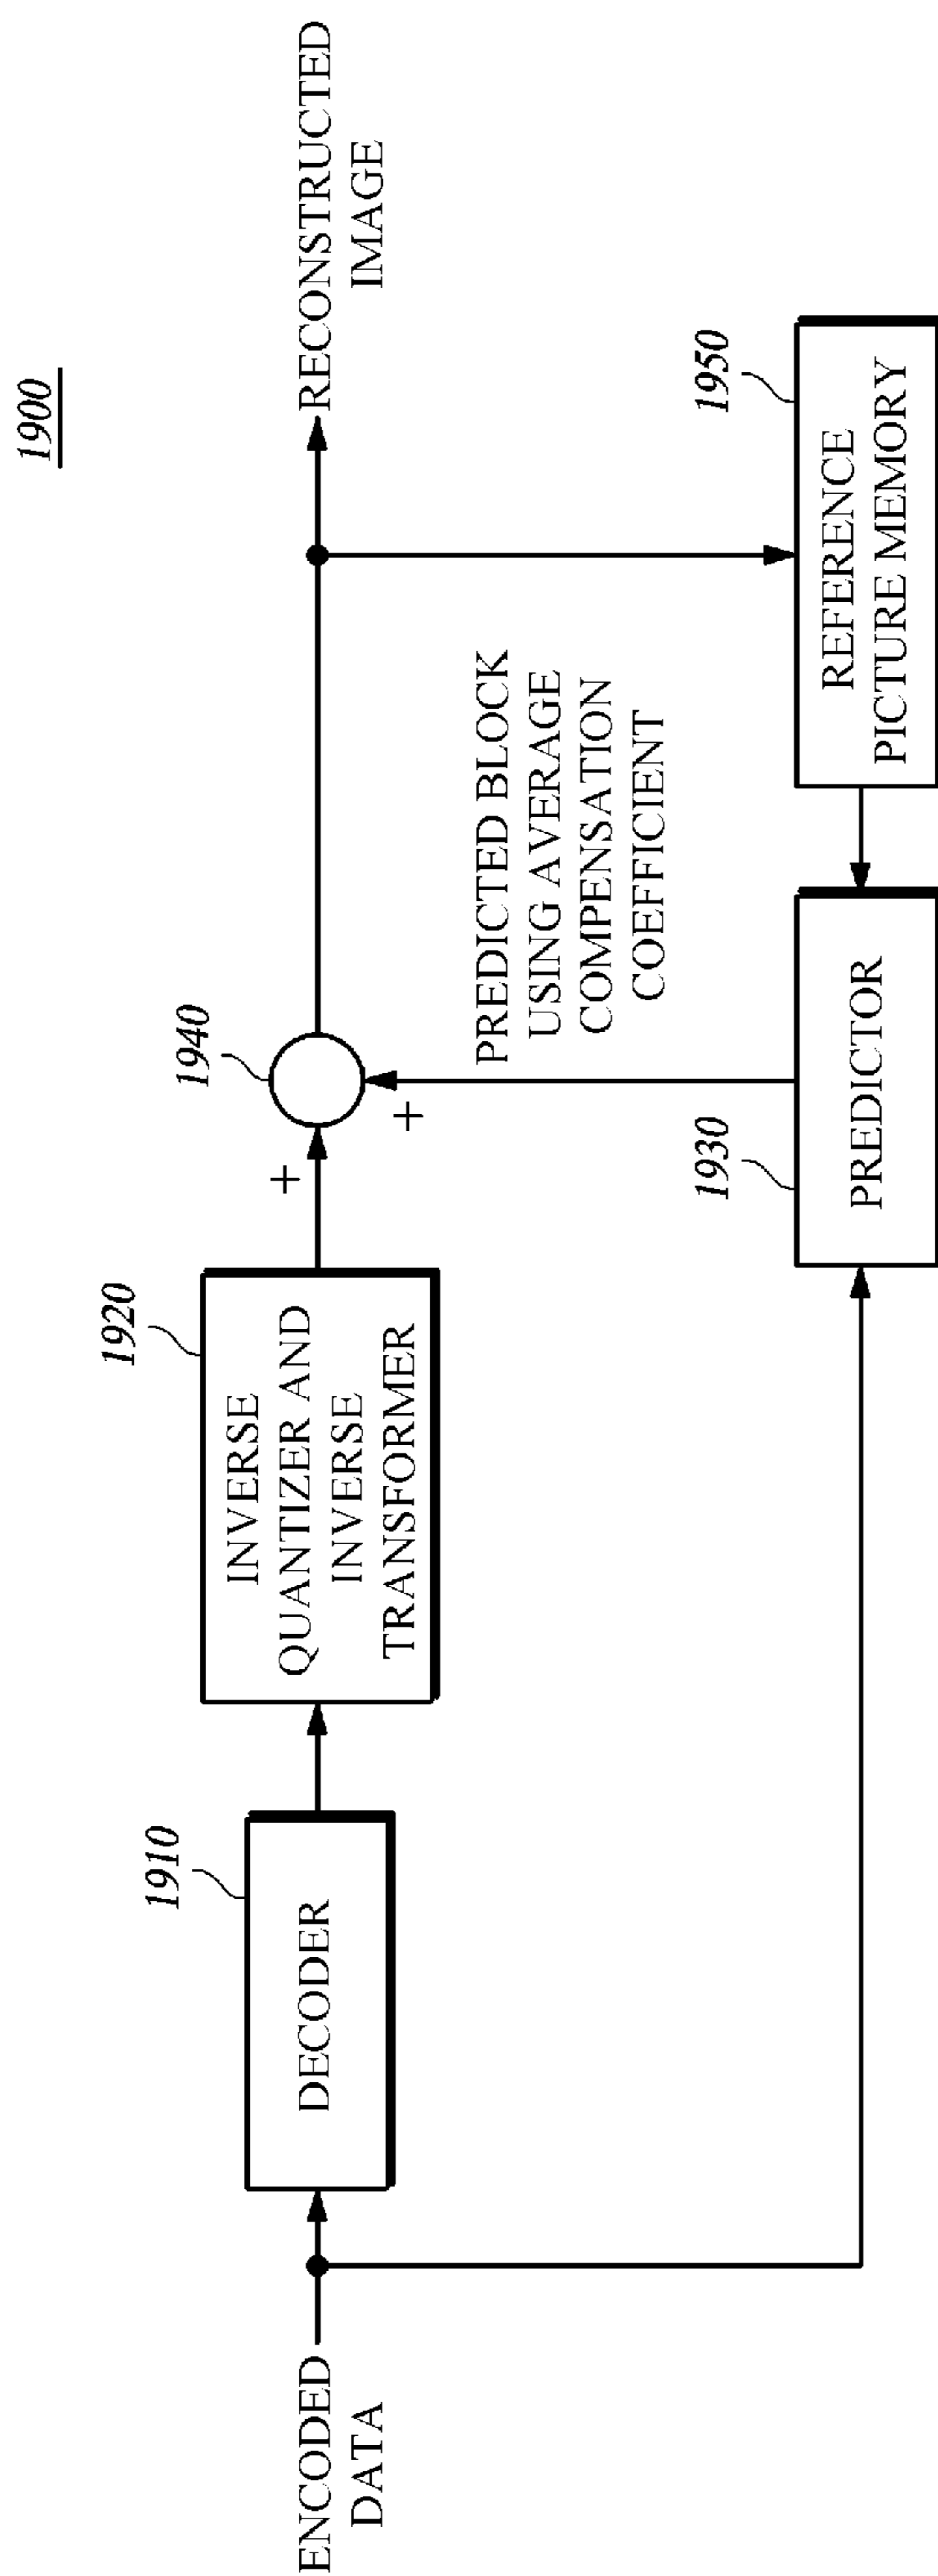 1900
ENCODED
DATA
1910
DECODER
1920
INVERSE
QUANTIZER AND
INVERSE
TRANSFORMER
+
1940
+
RECONSTRUCTED
IMAGE
PREDICTED BLOCK
USING AVERAGE
COMPENSATION
COEFFICIENT
1930
PREDICTOR
1950
REFERENCE
PICTURE MEMORY